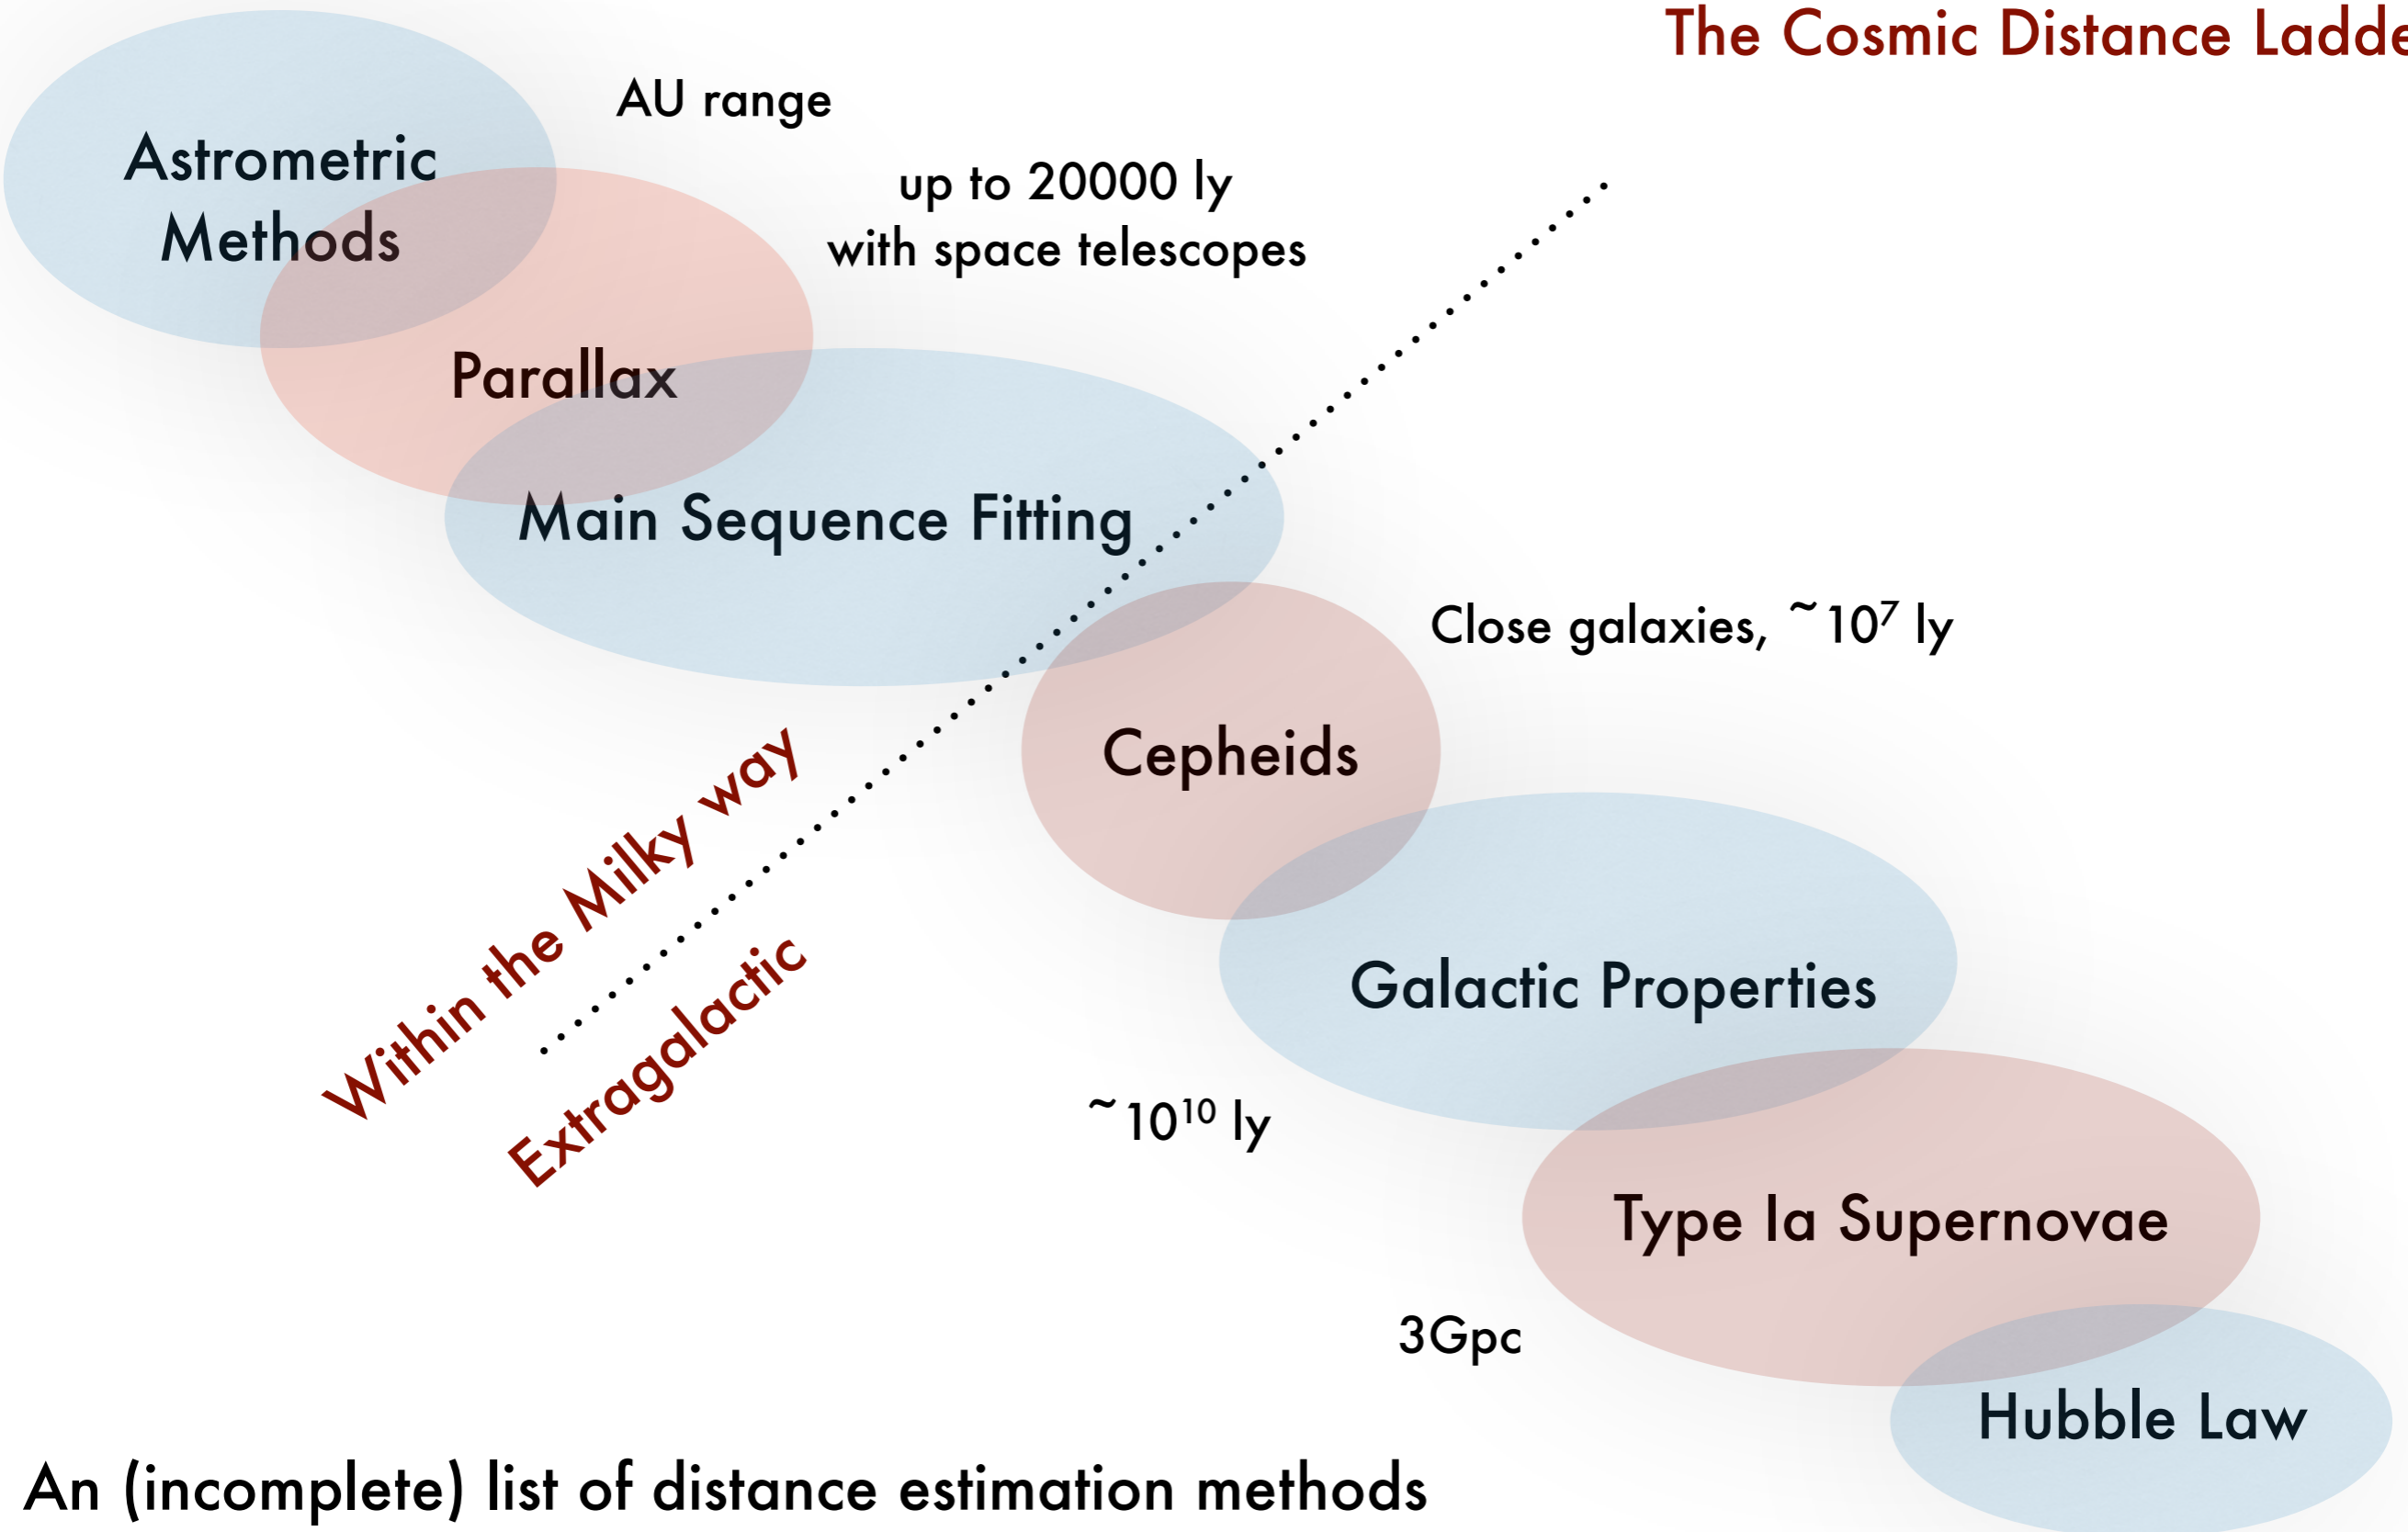 The Cosmic Distance Ladde
AU range
Astrometric
Methods
up to 20000 ly
with space telescopes
Parallax
Main Sequence Fitting
Close galaxies, ~10⁷ ly
Cepheids
Within the Milky way
Extragalactic
Galactic Properties
~10¹⁰ ly
Type Ia Supernovae
3Gpc
Hubble Law
An (incomplete) list of distance estimation methods